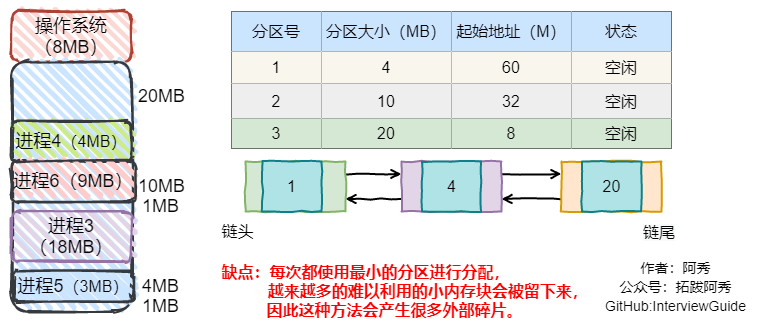 操作系统
(8MB)
20MB
进程4（4MB）
进程6（9MB）
10MB
1MB
进程3
（18MB）
进程5（3MB）
4MB
1MB
分区号 分区大小（MB） 起始地址（M） 状态
1 4 60 空闲
2 10 32 空闲
3 20 8 空闲
1 4 20
链头 链尾
缺点：每次都使用最小的分区进行分配，
越来越多的难以利用的小内存块会被留下来，
因此这种方法会产生很多外部碎片。
作者：阿秀
公众号：拓跋阿秀
GitHub:InterviewGuide